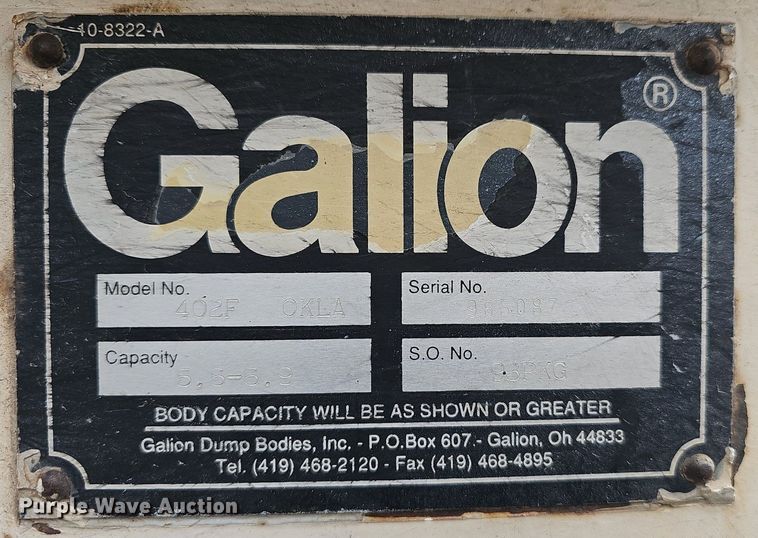 10-8322-A
Galion ®
Model No.
402F OKLA
Serial No.
Capacity
S.O. No.
BODY CAPACITY WILL BE AS SHOWN OR GREATER
Galion Dump Bodies, Inc. - P.O.Box 607 - Galion, Oh 44833
Tel. (419) 468-2120 - Fax (419) 468-4895
Purple Wave Auction